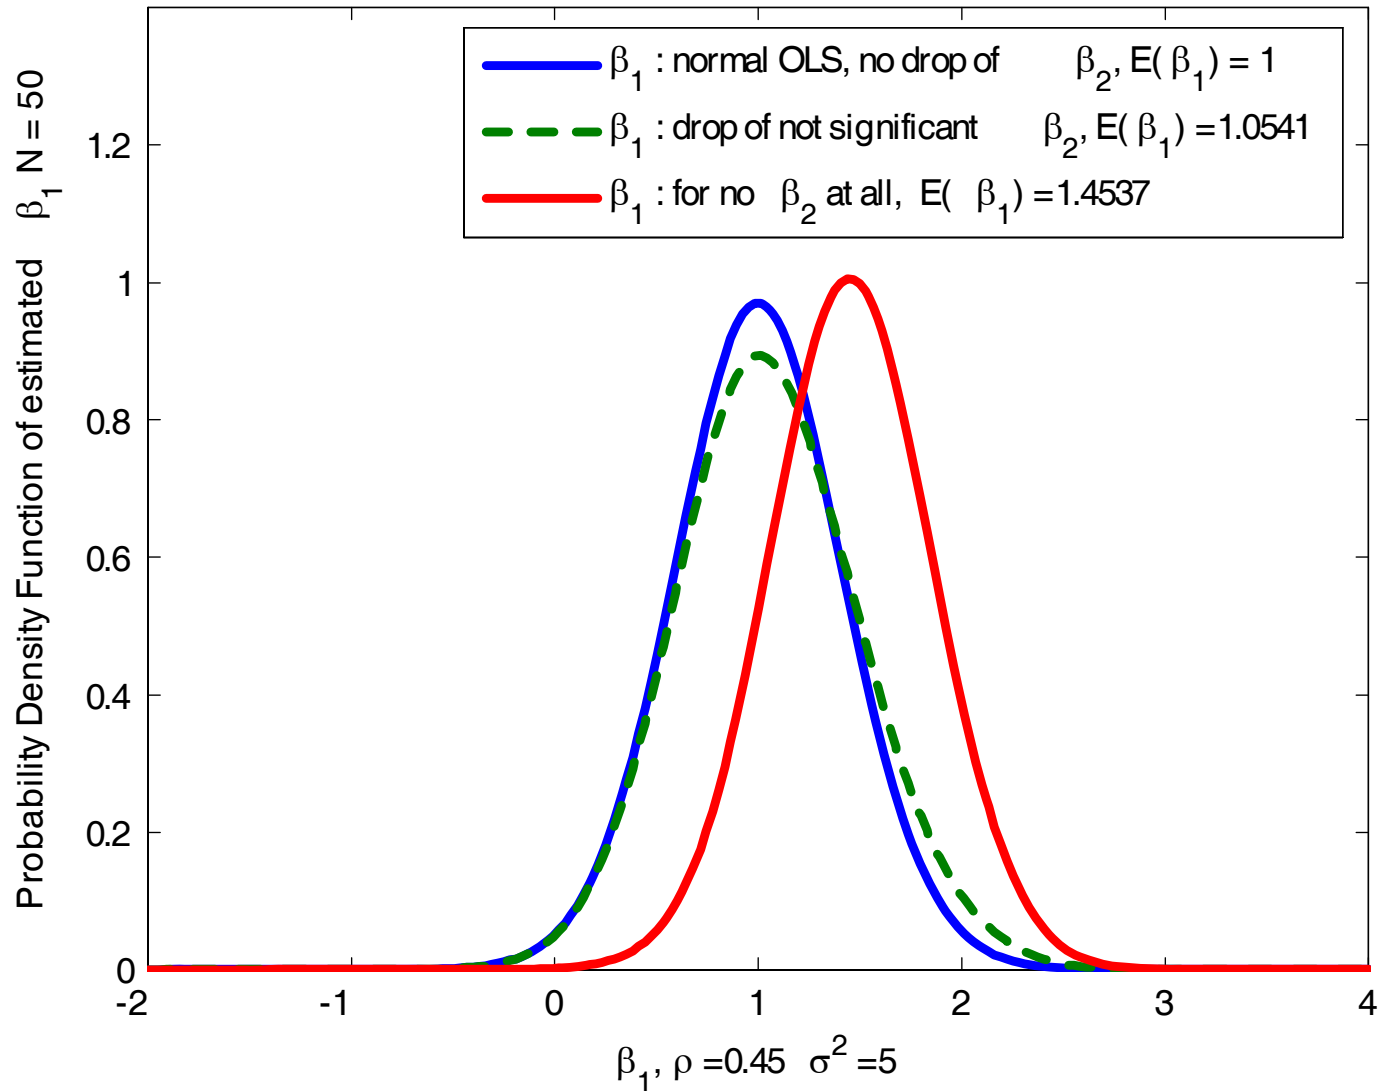 β₁ : normal OLS, no drop of β₂, E( β₁) = 1
β₁ : drop of not significant β₂, E( β₁) =1.0541
β₁ : for no β₂ at all, E( β₁) =1.4537
Probability Density Function of estimated β₁ N = 50
1.2
1
0.8
0.6
0.4
0.2
0
-2 -1 0 1 2 3 4
β₁, ρ =0.45 σ² =5